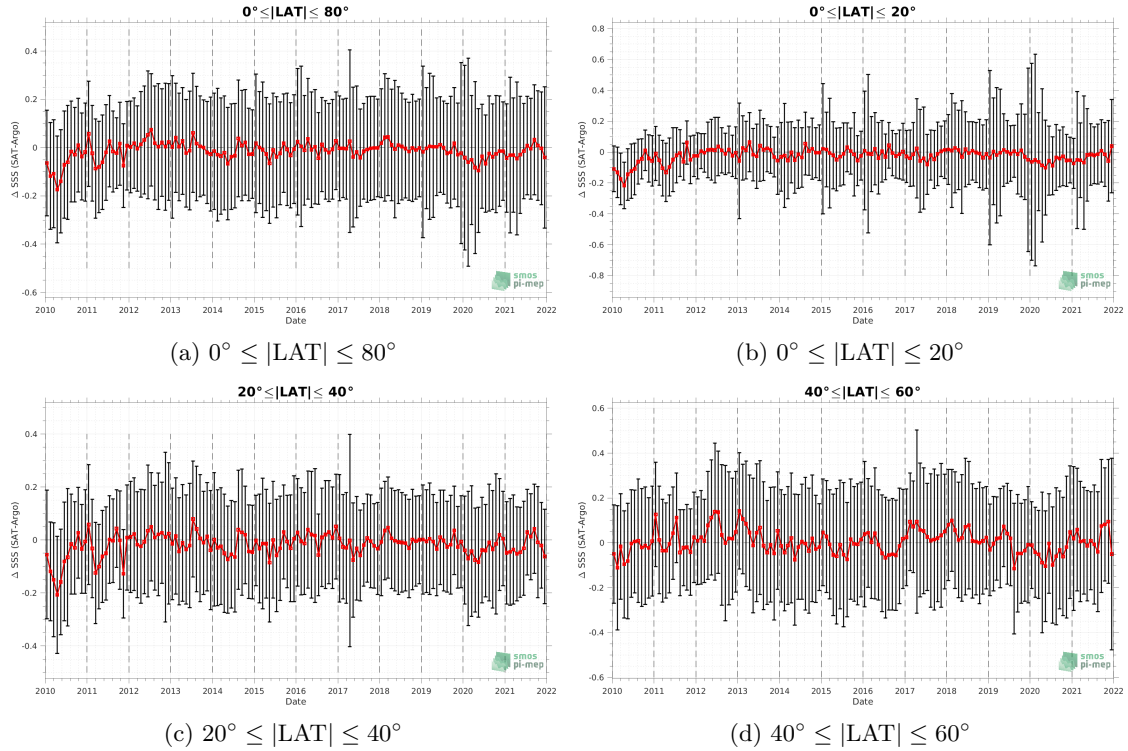 0°≤|LAT|≤ 80°
Δ SSS (SAT-Argo)
0.4
0.2
0
-0.2
-0.4
-0.6
2010 2011 2012 2013 2014 2015 2016 2017 2018 2019 2020 2021 2022
Date
smos
pi-mep
(a) 0° ≤ |LAT| ≤ 80°
0°≤|LAT|≤ 20°
Δ SSS (SAT-Argo)
0.8
0.6
0.4
0.2
-0.0
-0.2
-0.4
-0.6
-0.8
2010 2011 2012 2013 2014 2015 2016 2017 2018 2019 2020 2021 2022
Date
smos
pi-mep
(b) 0° ≤ |LAT| ≤ 20°
20°≤|LAT|≤ 40°
Δ SSS (SAT-Argo)
0.4
0.2
0
-0.2
-0.4
2010 2011 2012 2013 2014 2015 2016 2017 2018 2019 2020 2021 2022
Date
smos
pi-mep
(c) 20° ≤ |LAT| ≤ 40°
40°≤|LAT|≤ 60°
Δ SSS (SAT-Argo)
0.6
0.4
0.2
0
-0.2
-0.4
-0.6
2010 2011 2012 2013 2014 2015 2016 2017 2018 2019 2020 2021 2022
Date
smos
pi-mep
(d) 40° ≤ |LAT| ≤ 60°